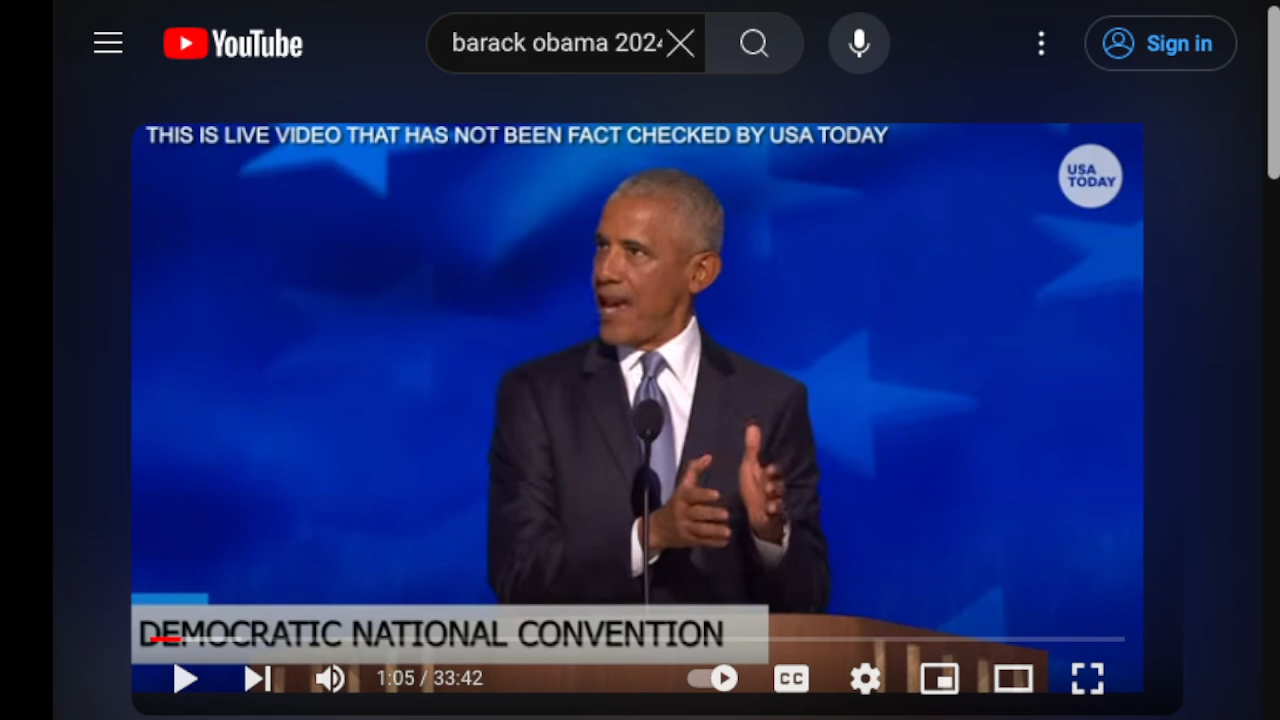 YouTube
barack obama 2024
Sign in
THIS IS LIVE VIDEO THAT HAS NOT BEEN FACT CHECKED BY USA TODAY
USA
TODAY
DEMOCRATIC NATIONAL CONVENTION
1:05 / 33:42
CC